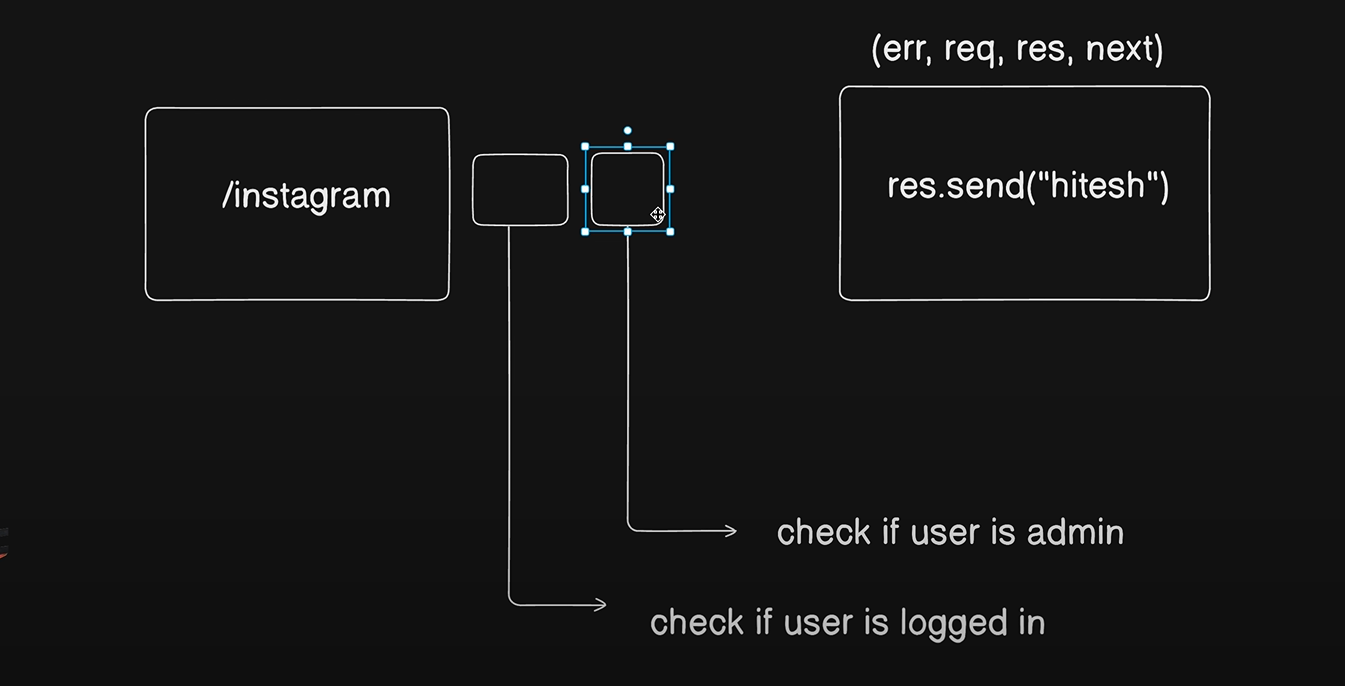 (err, req, res, next)
/instagram
res.send("hitesh")
check if user is admin
check if user is logged in